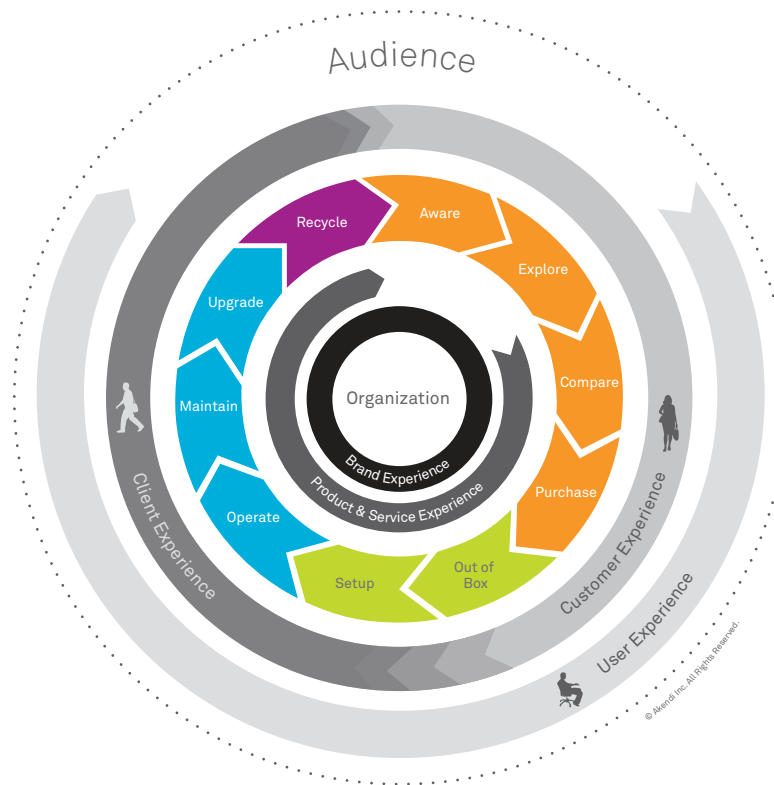 Audience
Aware
Explore
Compare
Purchase
Out of
Box
Setup
Operate
Maintain
Upgrade
Recycle
Organization
Brand Experience
Product & Service Experience
Client Experience
Customer Experience
User Experience
© Akendi Inc. All Rights Reserved.